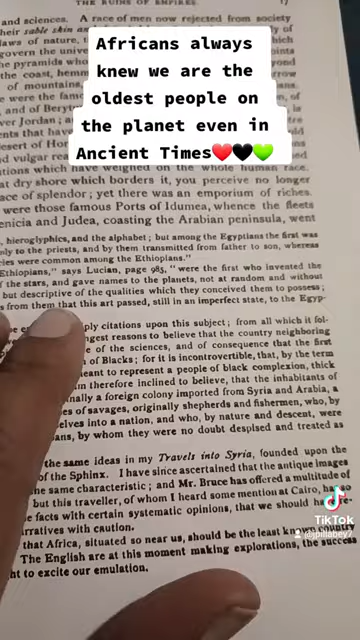 THE RUINS OF EMPIRES. 17
and sciences. A race of men now rejected from society
their sable skin and
laws of nature,
govern the unive
the pyramids who
the coast, hemm
of mountains,
were the famo
and of Beryt
ver Jordan;
ents that have
desert of Hor
nd vulgar rea
Africans always
knew we are the
oldest people on
the planet even in
Ancient Times❤️🖤💚
ations which have weighed on the whole human race.
at dry shore which borders it, you perceive no longer
ace of splendor; yet there was an emporium of riches.
were those famous Ports of Idumea, whence the fleets
enicia and Judea, coasting the Arabian peninsula, went
hieroglyphics, and the alphabet; but among the Egyptians the first was
nly to the priests, and by them transmitted from father to son, whereas
cies were common among the Ethiopians."
Ethiopians," says Lucian, page 985, "were the first who invented the
of the stars, and gave names to the planets, not at random and without
but descriptive of the qualities which they conceived them to possess;
s from them that this art passed, still in an imperfect state, to the Egyp-
ply citations upon this subject; from all which it fol-
ngest reasons to believe that the country neighboring
e of the sciences, and of consequence that the first
n of Blacks; for it is incontrovertible, that, by the term
eant to represent a people of black complexion, thick
m therefore inclined to believe, that the inhabitants of
nally a foreign colony imported from Syria and Arabia, a
es of savages, originally shepherds and fishermen, who, by
selves into a nation, and who, by nature and descent, were
ans, by whom they were no doubt despised and treated as
the same ideas in my Travels into Syria, founded upon the
of the Sphinx. I have since ascertained that the antique images
he same characteristic; and Mr. Bruce has offered a multitude of
but this traveller, of whom I heard some mention at Cairo, has so
e facts with certain systematic opinions, that we should have re-
rratives with caution.
that Africa, situated so near us, should be the least known country
The English are at this moment making explorations, the success
ht to excite our emulation.
TikTok
@jpillabey7